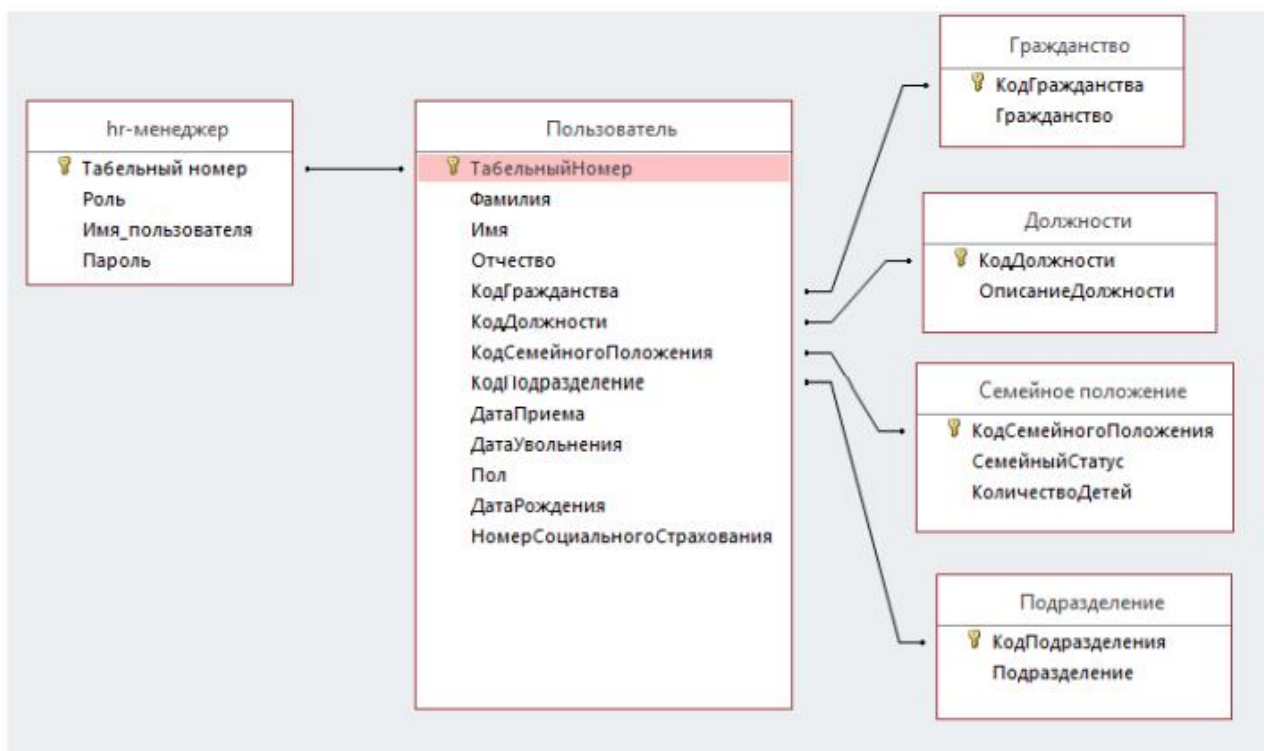 hr-менеджер
Табельный номер
Роль
Имя_пользователя
Пароль
Пользователь
ТабельныйНомер
Фамилия
Имя
Отчество
КодГражданства
КодДолжности
КодСемейногоПоложения
КодПодразделение
ДатаПриема
ДатаУвольнения
Пол
ДатаРождения
НомерСоциальногоСтрахования
Гражданство
КодГражданства
Гражданство
Должности
КодДолжности
ОписаниеДолжности
Семейное положение
КодСемейногоПоложения
СемейныйСтатус
КоличествоДетей
Подразделение
КодПодразделения
Подразделение